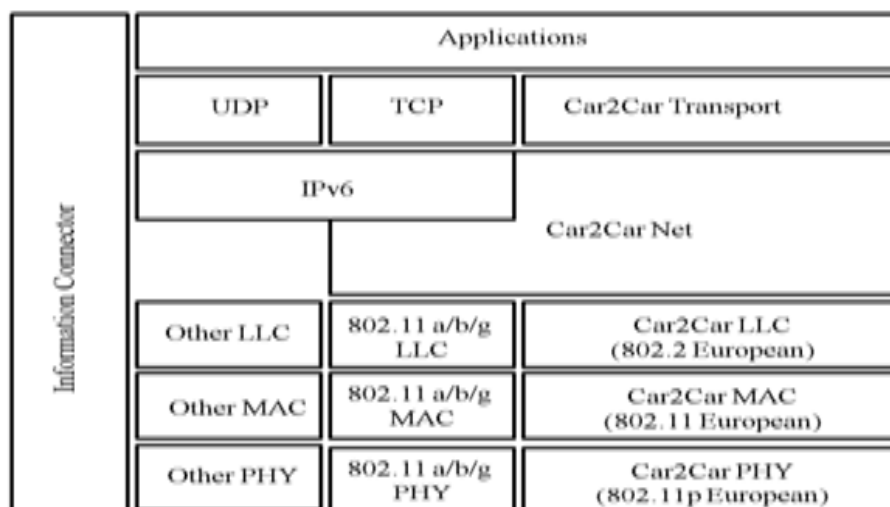 Information Connector
Applications
UDP
TCP
Car2Car Transport
IPv6
Car2Car Net
Other LLC
802.11 a/b/g
LLC
Car2Car LLC
(802.2 European)
Other MAC
802.11 a/b/g
MAC
Car2Car MAC
(802.11 European)
Other PHY
802.11 a/b/g
PHY
Car2Car PHY
(802.11p European)